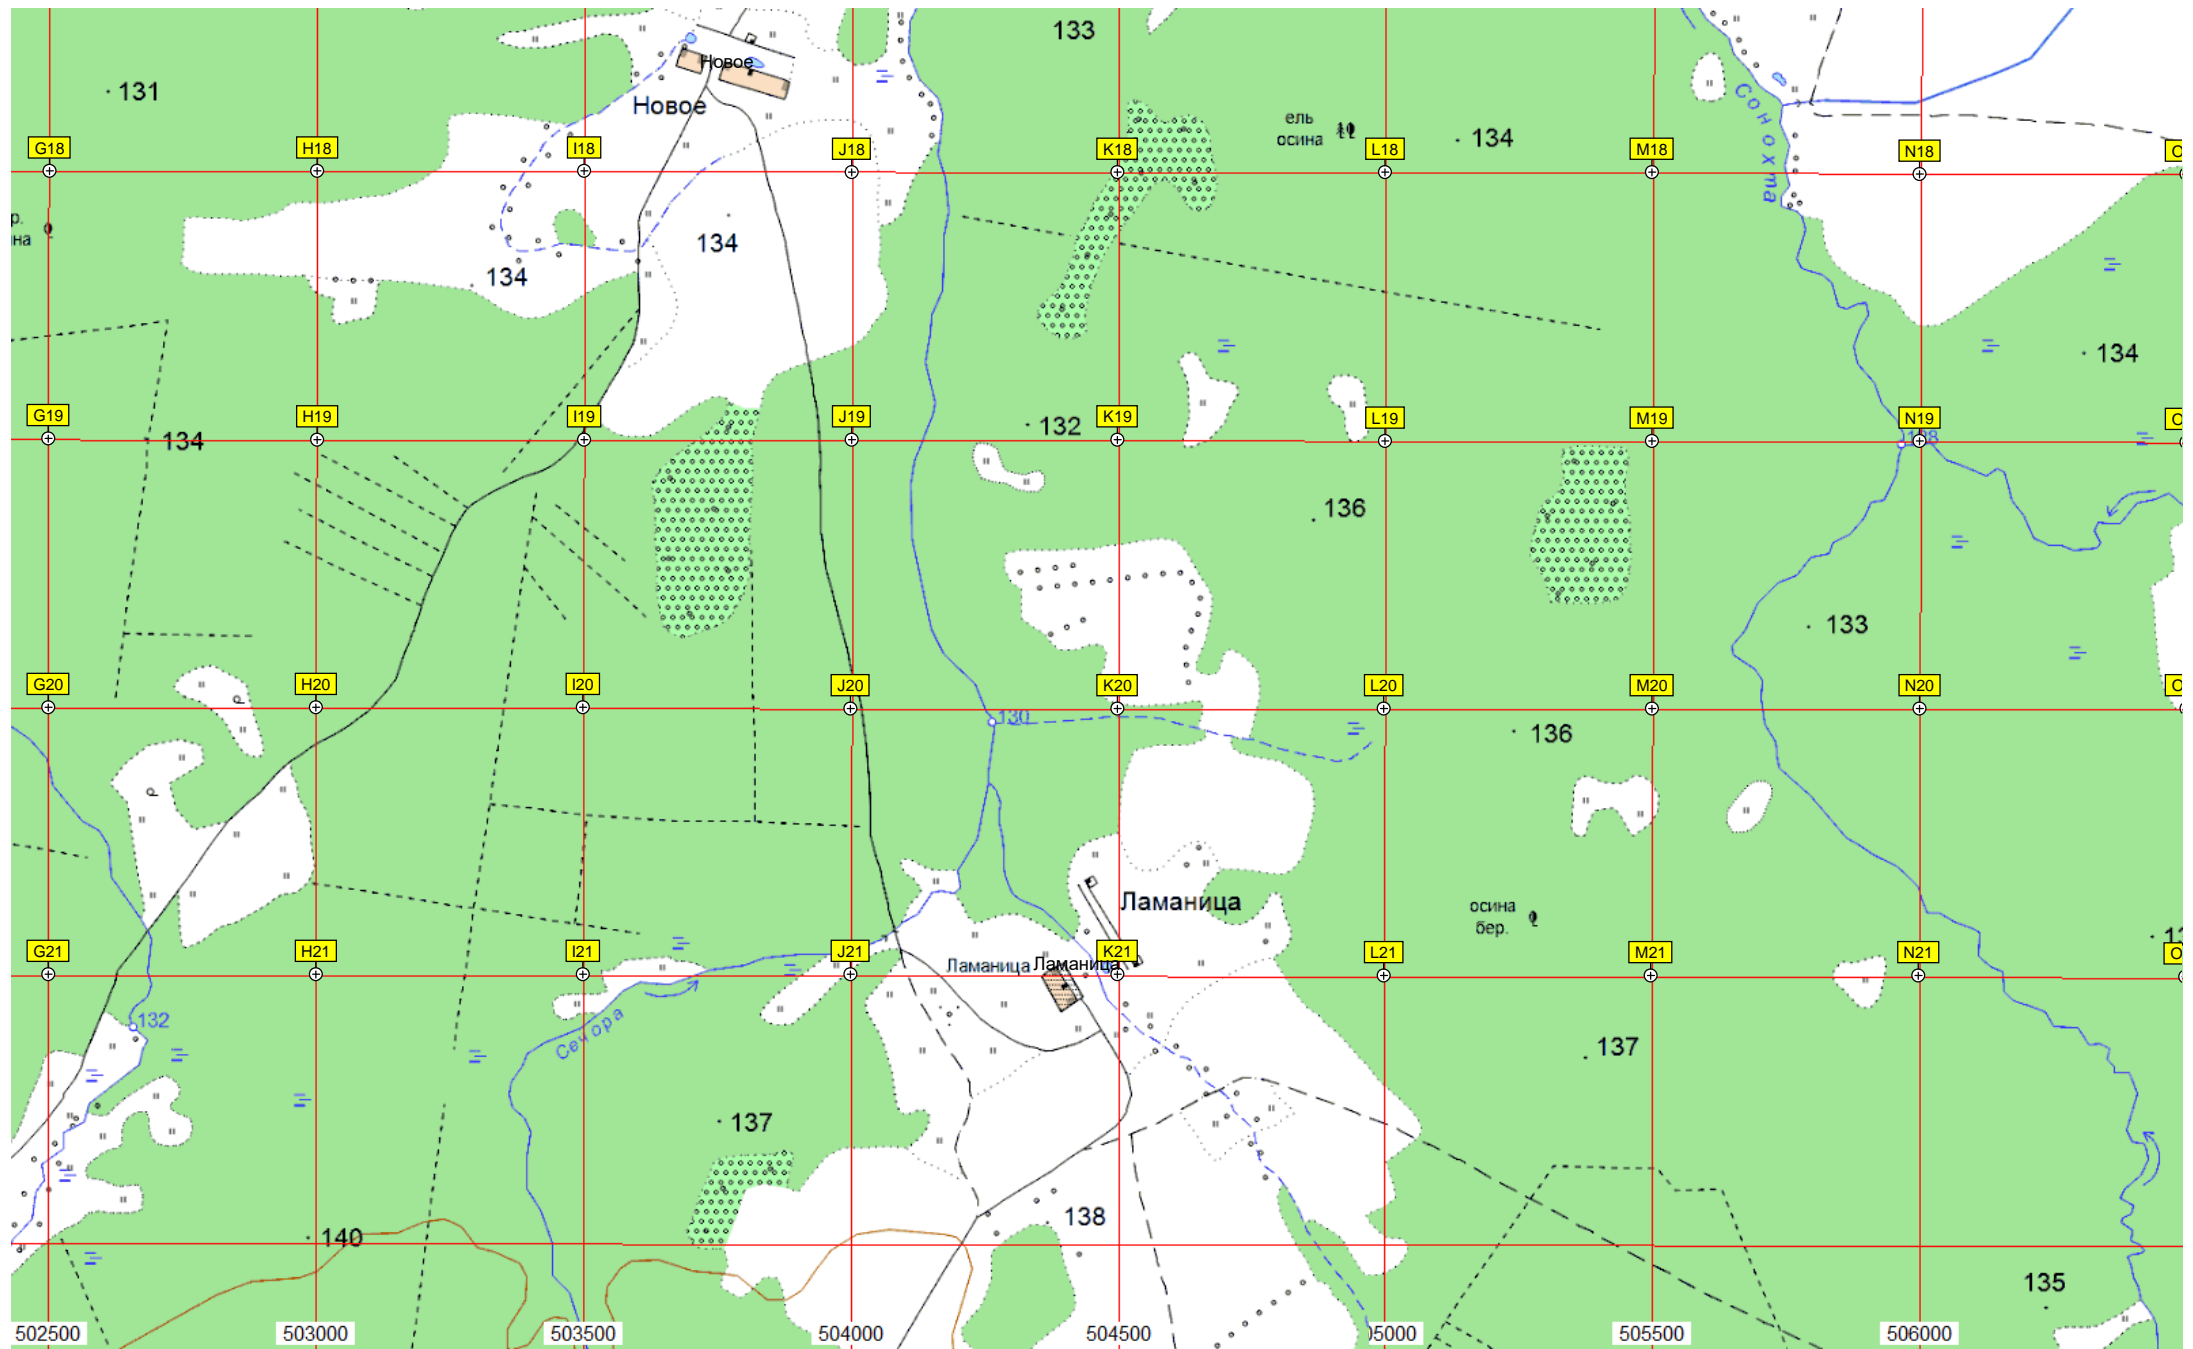 133
131
Новое
Новое
ель
осина
134
Сонохта
G18
H18
I18
J18
K18
L18
M18
N18
134
134
134
G19
H19
I19
J19
K19
L19
M19
N19
134
132
136
133
G20
H20
I20
J20
K20
L20
M20
N20
130
136
Ламаница
осина
бер.
G21
H21
I21
J21
K21
L21
M21
N21
Ламаница
Ламаница
132
Сечора
137
137
138
140
135
502500
503000
503500
504000
504500
505500
506000